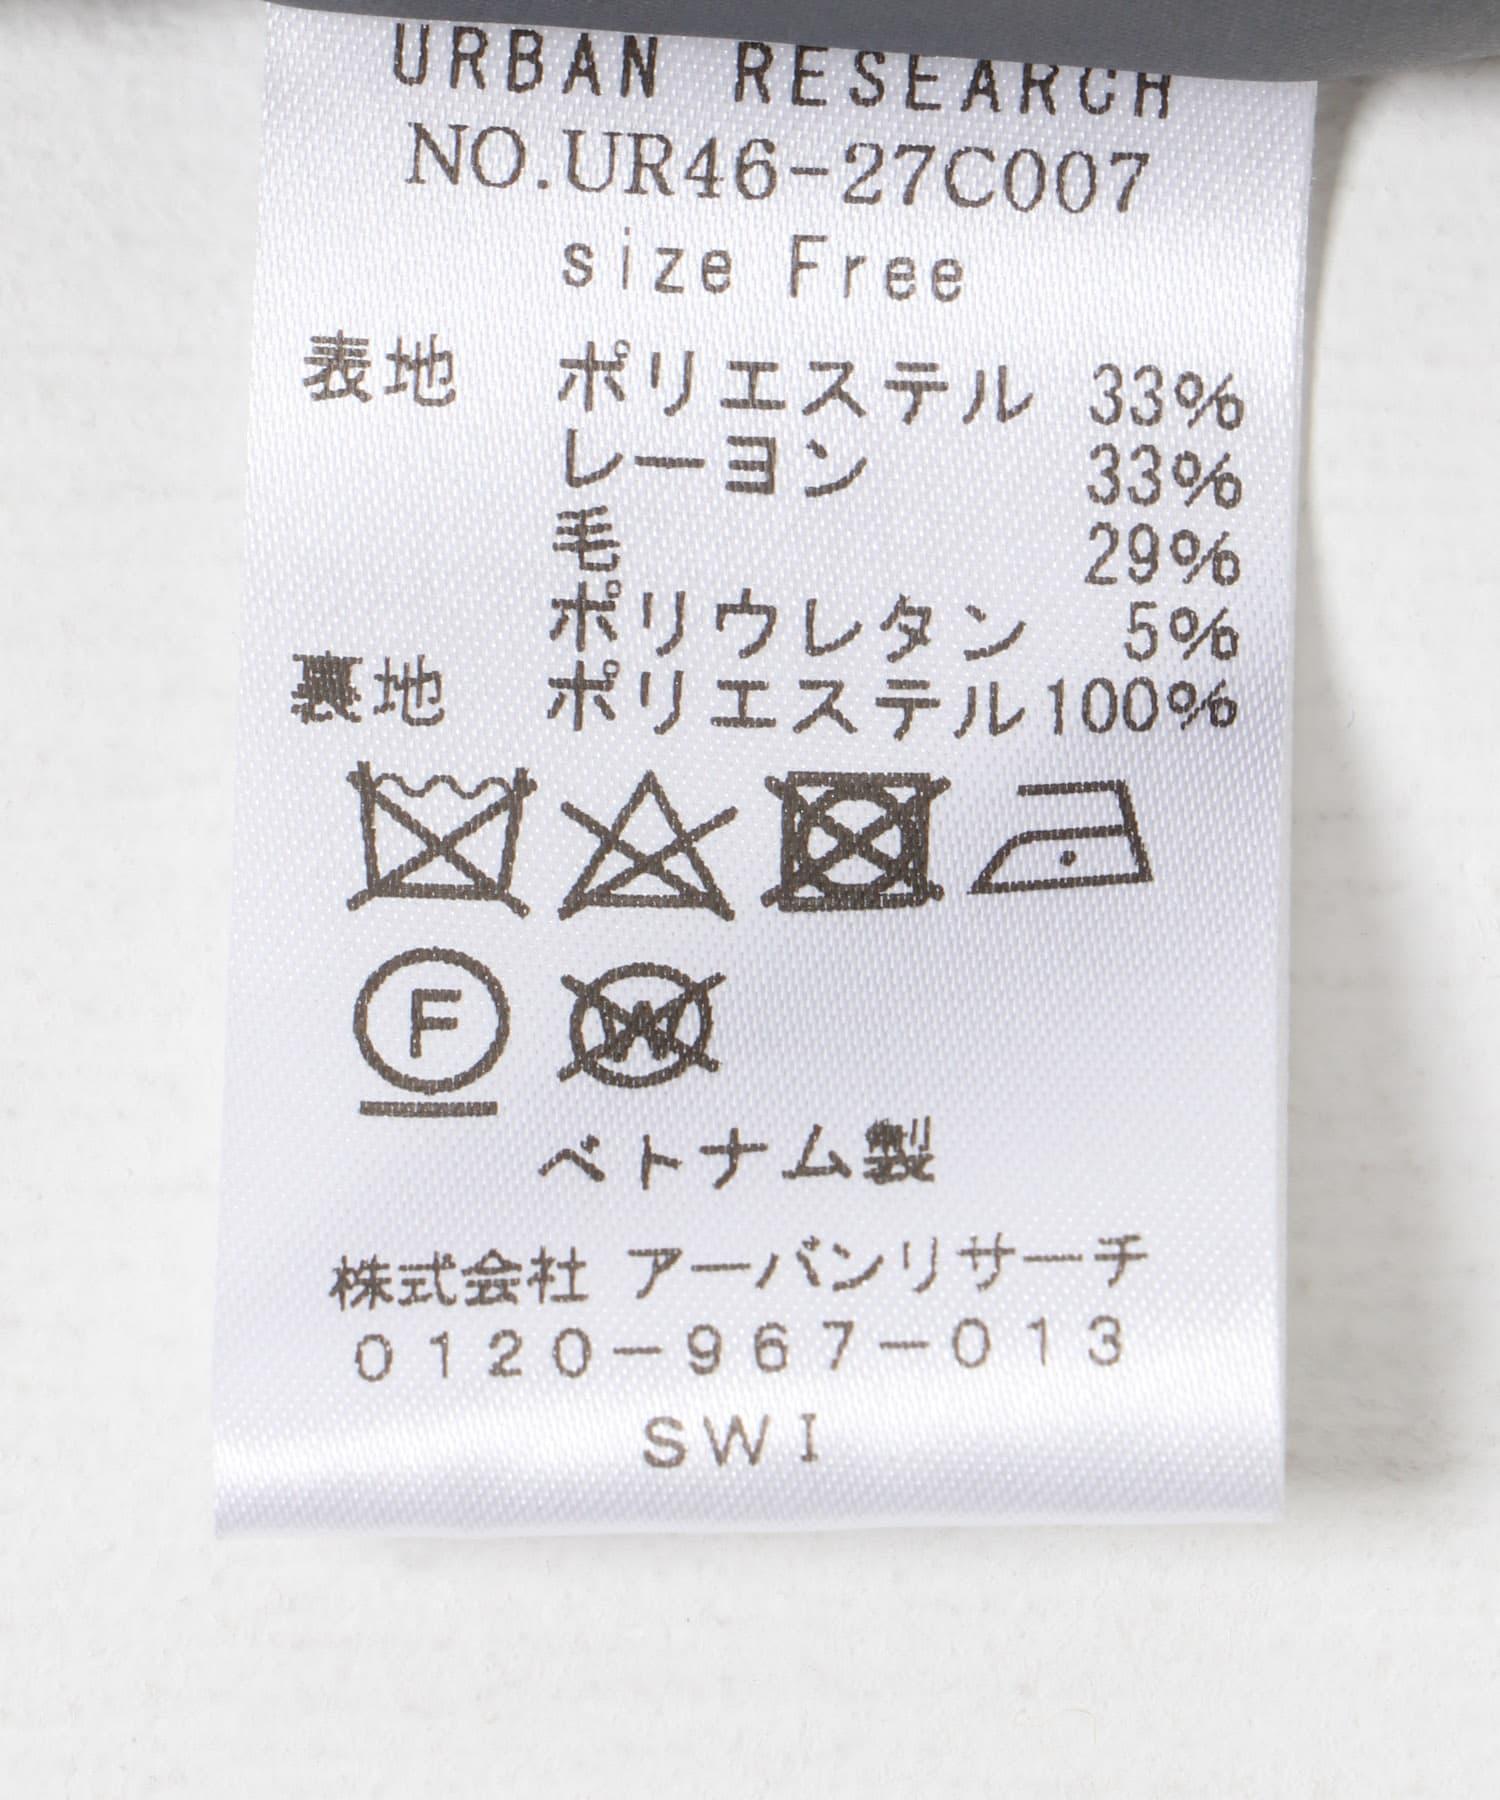 URBAN RESEARCH
NO.UR46-27C007
size Free
表地 ポリエステル 33%
レーヨン 33%
毛 29%
ポリウレタン 5%
裏地 ポリエステル100%
F
W
ベトナム製
株式会社 アーバンリサーチ
0120-967-013
SWI